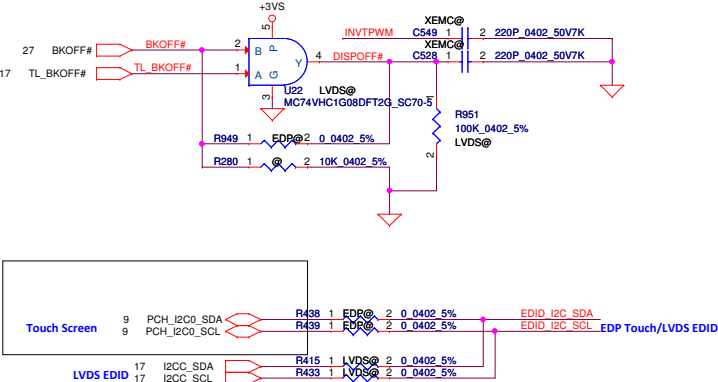 +3VS
5
27 BKOFF# BKOFF# 2 B P
17 TL_BKOFF# TL_BKOFF# 1 A G Y 4 DISPOFF#
3
U22 LVDS@
MC74VHC1G08DFT2G_SC70-5
XEMC@
INVTPWM C549 1 2 220P_0402_50V7K
XEMC@
C528 1 2 220P_0402_50V7K
1
R951
100K_0402_5%
LVDS@
2
R949 1 EDP@ 2 0_0402_5%
R280 1 @ 2 10K_0402_5%
Touch Screen
9 PCH_I2C0_SDA R438 1 EDP@ 2 0_0402_5% EDID_I2C_SDA
9 PCH_I2C0_SCL R439 1 EDP@ 2 0_0402_5% EDID_I2C_SCL EDP Touch/LVDS EDID
LVDS EDID
17 I2CC_SDA R415 1 LVDS@ 2 0_0402_5%
17 I2CC_SCL R433 1 LVDS@ 2 0_0402_5%